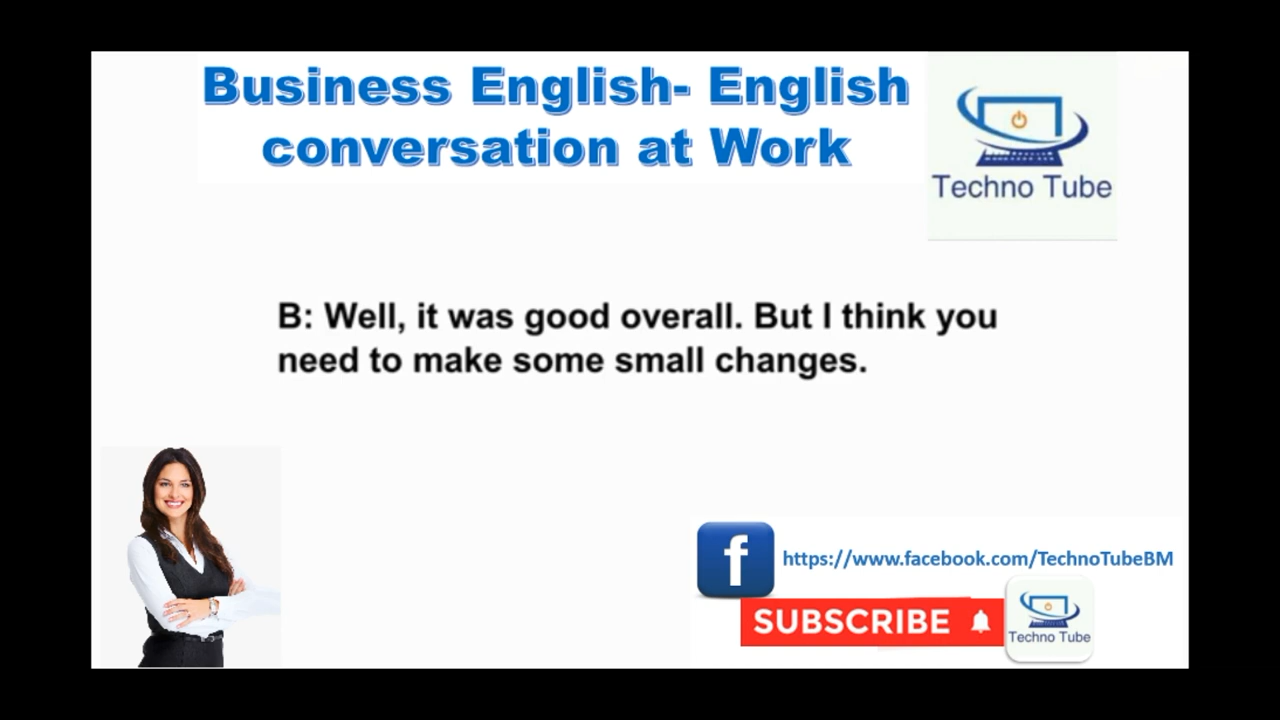 Business English- English
conversation at Work
Techno Tube
B: Well, it was good overall. But I think you
need to make some small changes.
f
https://www.facebook.com/TechnoTubeBM
SUBSCRIBE
Techno Tube